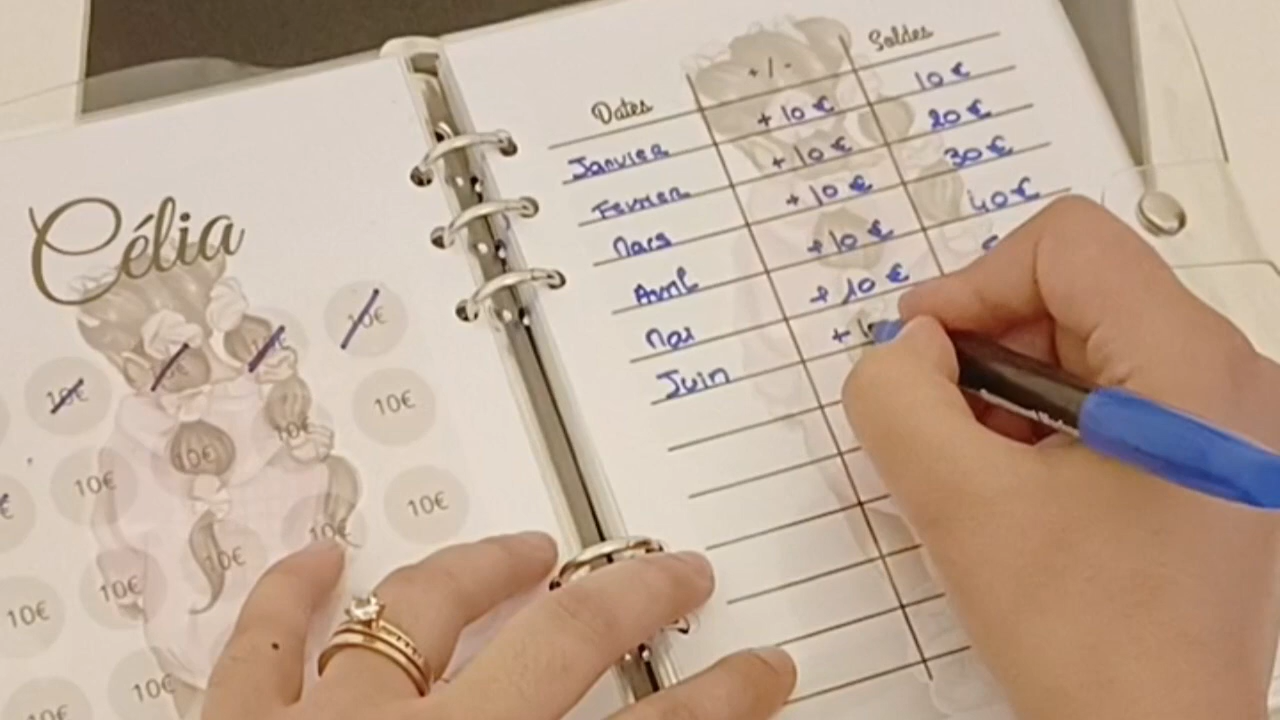 Célia
10€
10€ 10€
10€ 10€ 10€
10€ 10€ 10€ 10€
10€ 10€ 10€
10€
10€
Dates + / - Soldes
Janvier + 10 € 10 €
Fevrier + 10 € 20 €
Mars + 10 € 30 €
Avril + 10 € 40 €
Mai + 10 €
Juin +